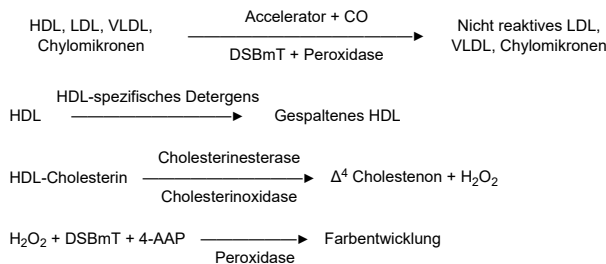 Accelerator + CO
HDL, LDL, VLDL,
Chylomikronen
Nicht reaktives LDL,
VLDL, Chylomikronen
DSBmT + Peroxidase
HDL-spezifisches Detergens
HDL
Gespaltenes HDL
Cholesterinesterase
HDL-Cholesterin
Δ⁴ Cholestenon + H₂O₂
Cholesterinoxidase
H₂O₂ + DSBmT + 4-AAP
Farbentwicklung
Peroxidase